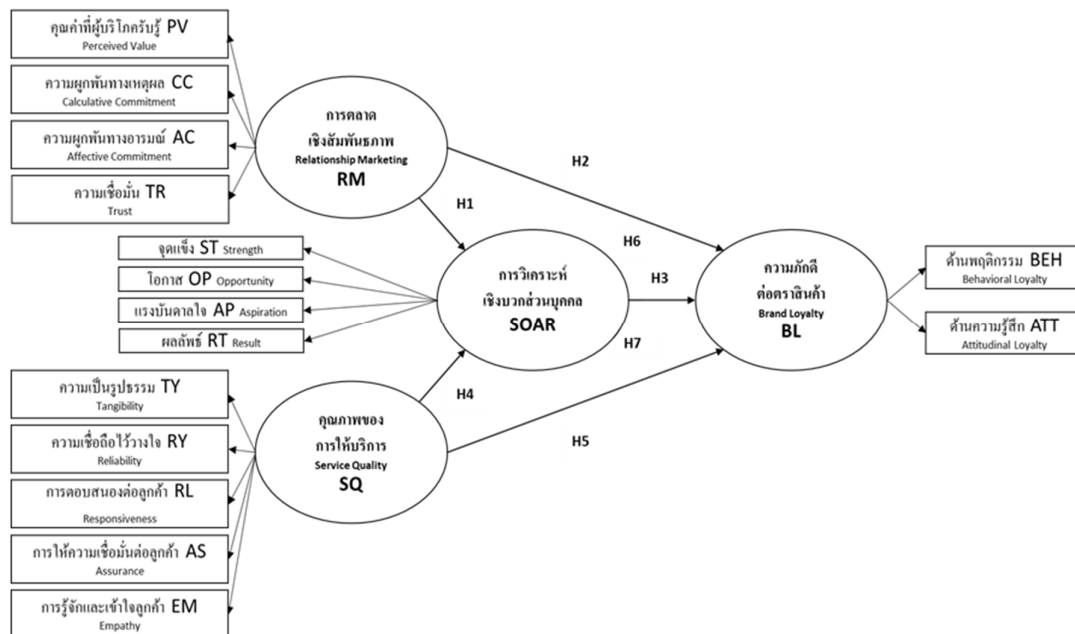 คุณค่าที่ผู้บริโภครับรู้ PV
Perceived Value
ความผูกพันทางเหตุผล CC
Calculative Commitment
ความผูกพันทางอารมณ์ AC
Affective Commitment
ความเชื่อมั่น TR
Trust
การตลาด
เชิงสัมพันธภาพ
Relationship Marketing
RM
H2
H1
จุดแข็ง ST Strength
โอกาส OP Opportunity
แรงบันดาลใจ AP Aspiration
ผลลัพธ์ RT Result
การวิเคราะห์
เชิงบวกส่วนบุคคล
SOAR
H6
H3
H7
ความภักดี
ต่อตราสินค้า
Brand Loyalty
BL
ด้านพฤติกรรม BEH
Behavioral Loyalty
ด้านความรู้สึก ATT
Attitudinal Loyalty
ความเป็นรูปธรรม TY
Tangibility
ความเชื่อถือไว้วางใจ RY
Reliability
การตอบสนองต่อลูกค้า RL
Responsiveness
การให้ความเชื่อมั่นต่อลูกค้า AS
Assurance
การรู้จักและเข้าใจลูกค้า EM
Empathy
คุณภาพของ
การให้บริการ
Service Quality
SQ
H4
H5